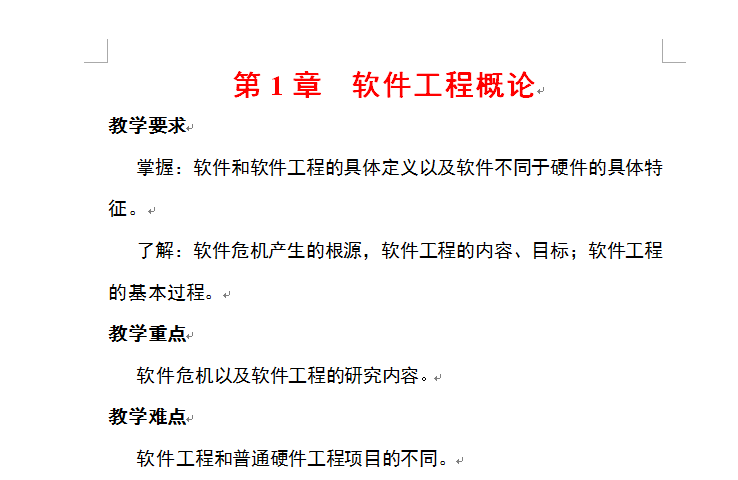 第 1 章　软件工程概论
教学要求
掌握：软件和软件工程的具体定义以及软件不同于硬件的具体特
征。
了解：软件危机产生的根源，软件工程的内容、目标；软件工程
的基本过程。
教学重点
软件危机以及软件工程的研究内容。
教学难点
软件工程和普通硬件工程项目的不同。